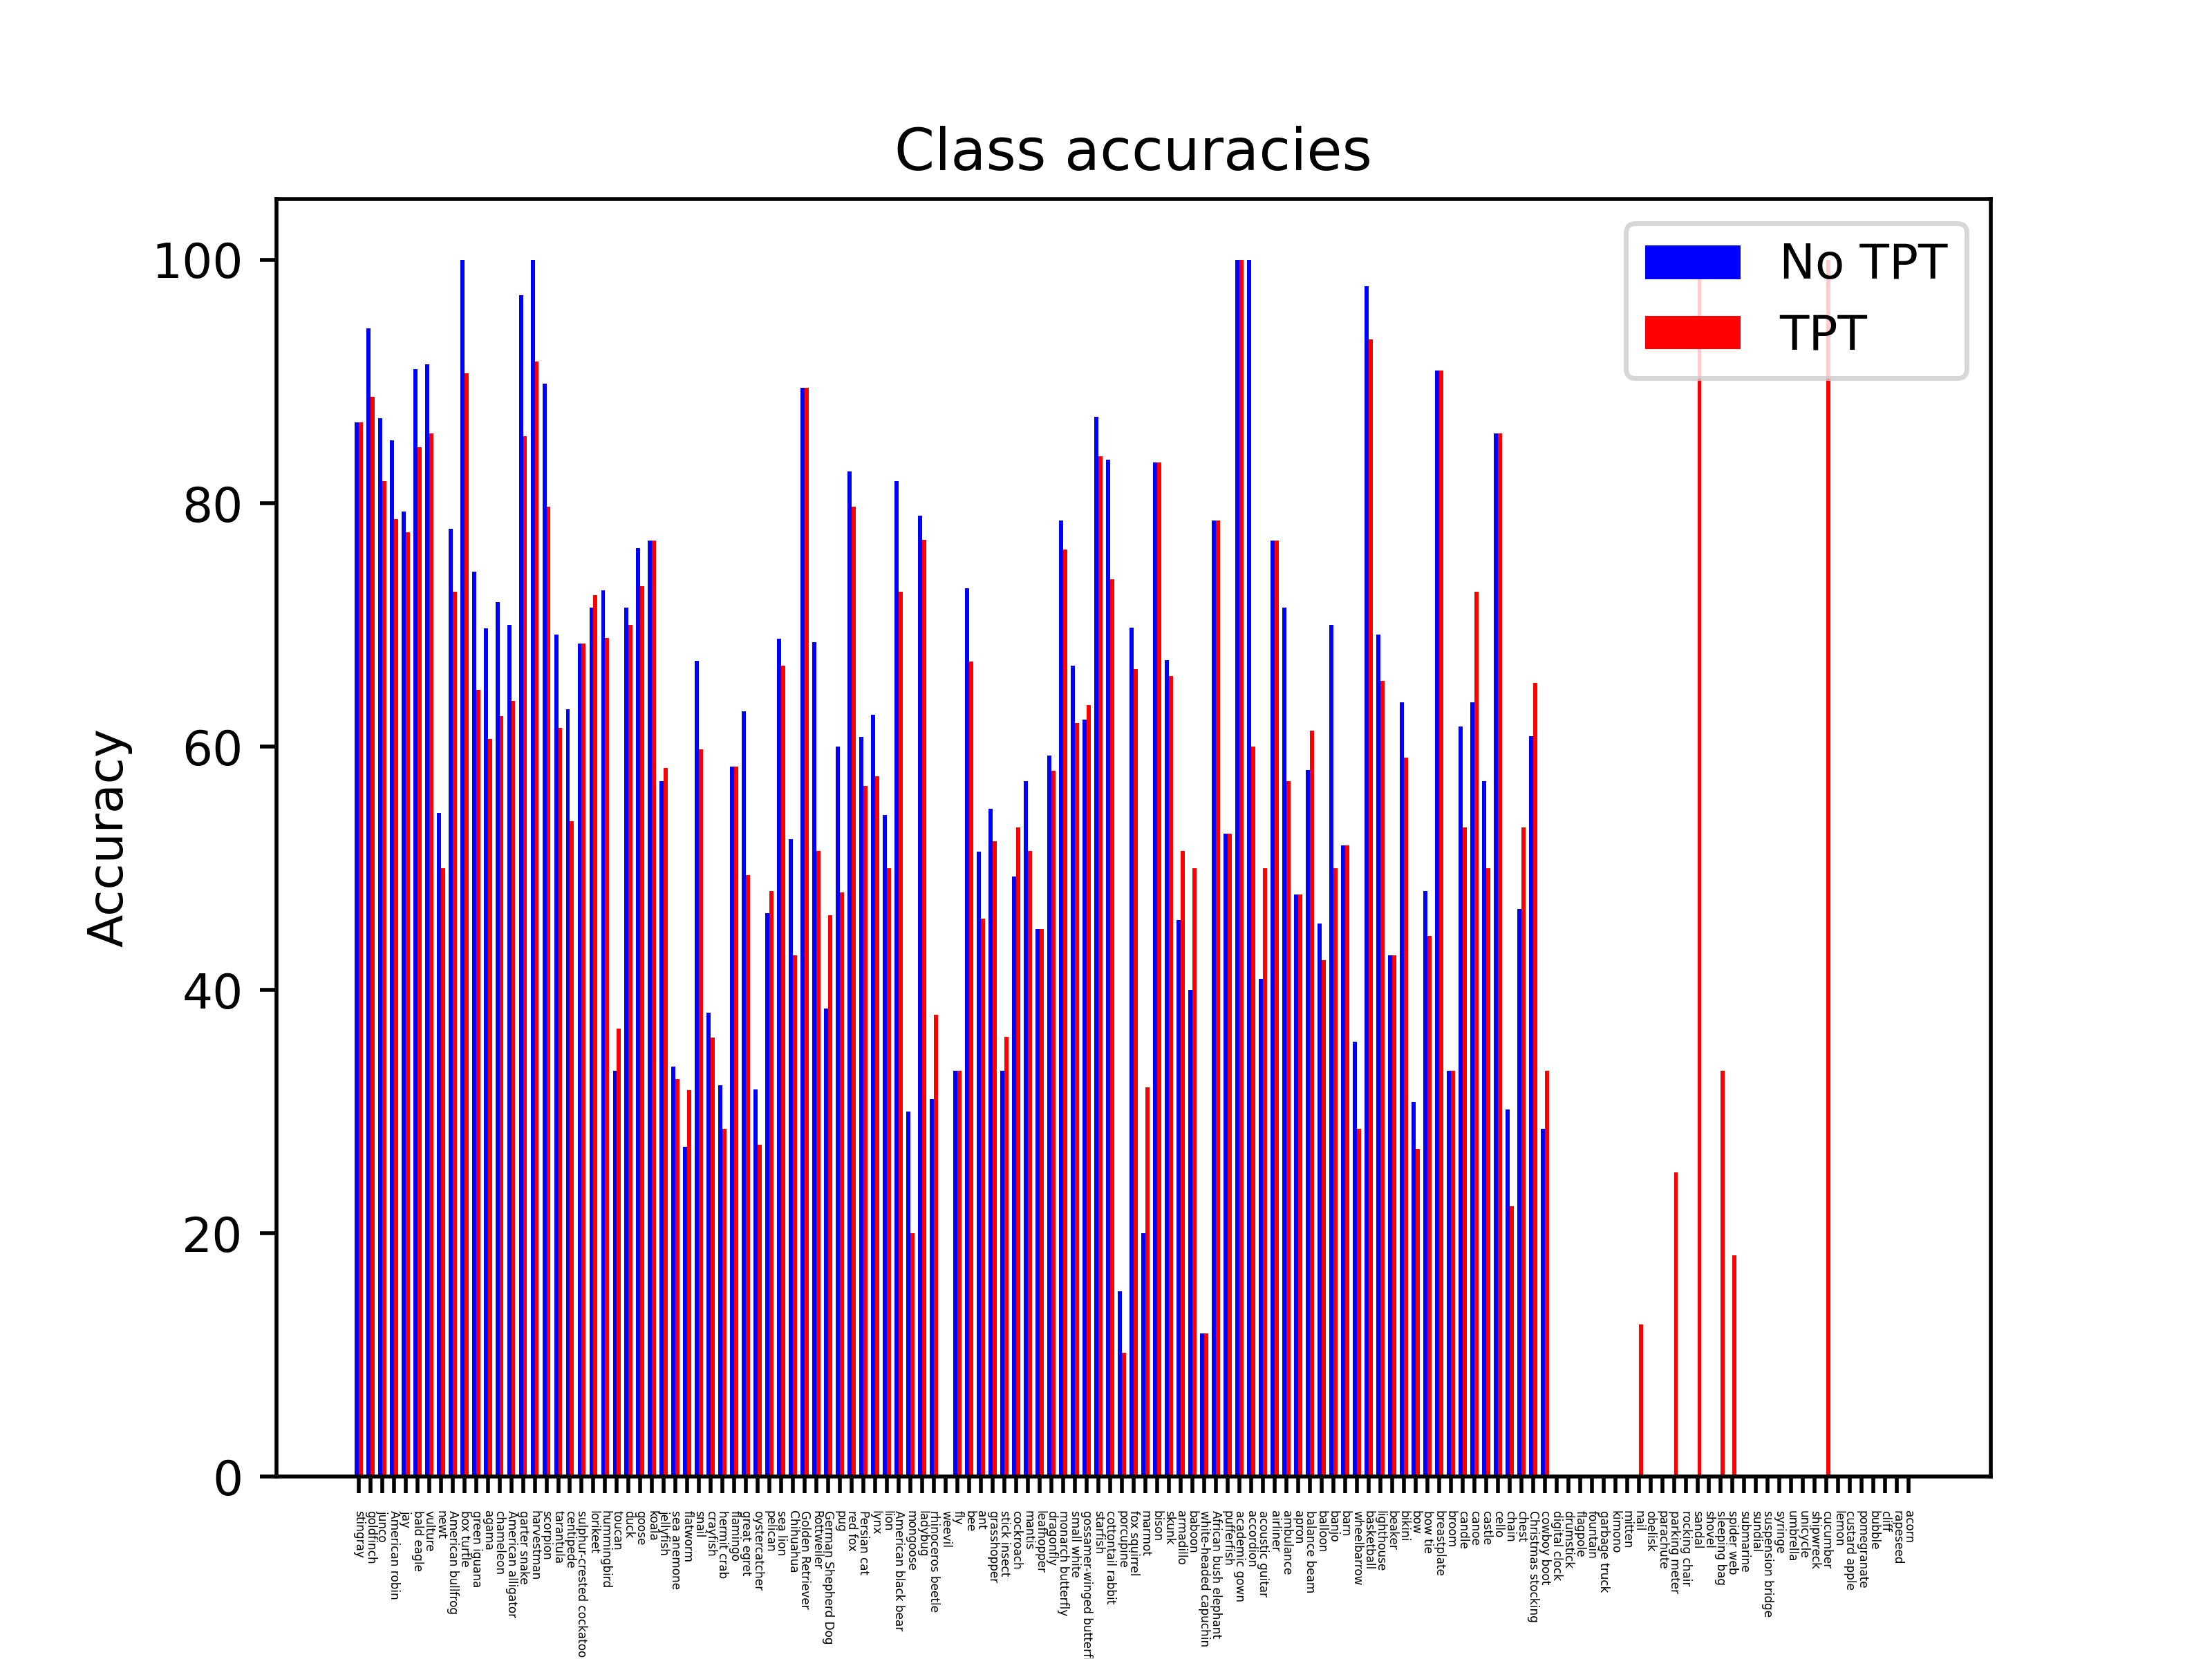 Class accuracies
No TPT
TPT
Accuracy
100
80
60
40
20
0
stingray
goldfinch
junco
American robin
jay
bald eagle
vulture
newt
American bullfrog
box turtle
green iguana
agama
chameleon
American alligator
garter snake
harvestman
scorpion
tarantula
centipede
sulphur-crested cockatoo
lorikeet
hummingbird
toucan
duck
goose
koala
jellyfish
sea anemone
flatworm
snail
crayfish
hermit crab
flamingo
great egret
oystercatcher
pelican
sea lion
Chihuahua
Golden Retriever
Rottweiler
German Shepherd Dog
pug
red fox
Persian cat
lynx
lion
American black bear
mongoose
ladybug
rhinoceros beetle
weevil
fly
bee
ant
grasshopper
stick insect
cockroach
mantis
leafhopper
dragonfly
monarch butterfly
small white
gossamer-winged butterf
starfish
cottontail rabbit
porcupine
fox squirrel
marmot
bison
skunk
armadillo
baboon
white-headed capuchin
African bush elephant
pufferfish
academic gown
accordion
acoustic guitar
airliner
ambulance
apron
balance beam
balloon
banjo
barn
wheelbarrow
basketball
lighthouse
beaker
bikini
bow
bow tie
breastplate
broom
candle
canoe
castle
cello
chain
chest
Christmas stocking
cowboy boot
digital clock
drumstick
flagpole
fountain
garbage truck
kimono
mitten
nail
obelisk
parachute
parking meter
rocking chair
sandal
shovel
sleeping bag
spider web
submarine
sundial
suspension bridge
syringe
umbrella
unicycle
shipwreck
cucumber
lemon
custard apple
pomegranate
bubble
cliff
rapeseed
acorn